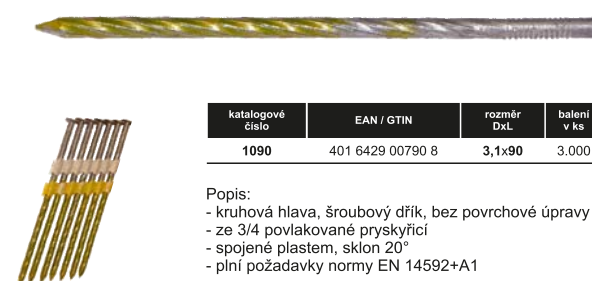 katalogové číslo EAN / GTIN rozměr DxL balení v ks
1090 401 6429 00790 8 3,1x90 3.000
Popis:
- kruhová hlava, šroubový dřík, bez povrchové úpravy
- ze 3/4 povlakované pryskyřicí
- spojené plastem, sklon 20°
- plní požadavky normy EN 14592+A1